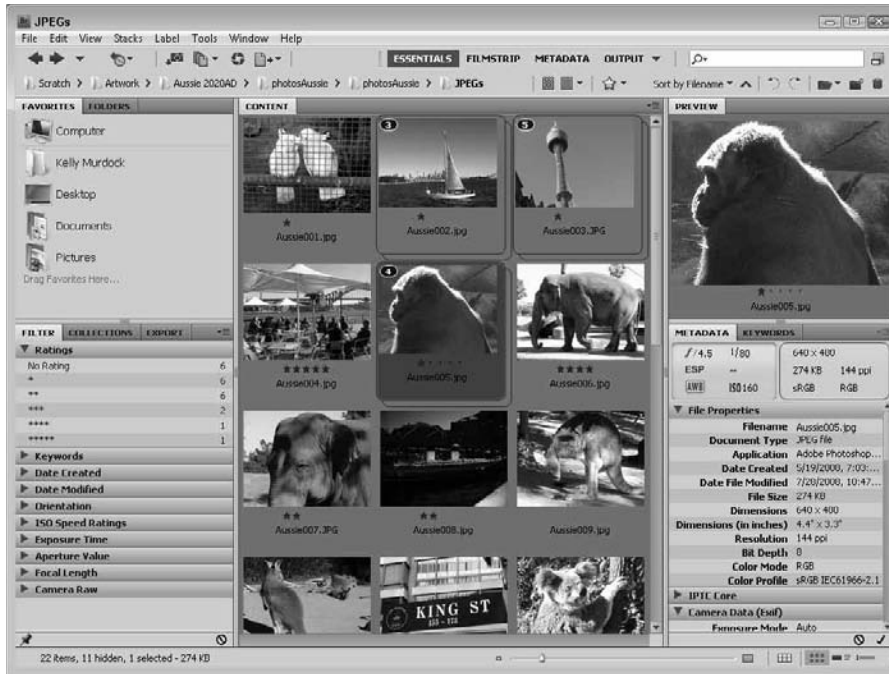 JPEGs
File Edit View Stacks Label Tools Window Help
ESSENTIALS FILMSTRIP METADATA OUTPUT
Scratch > Artwork > Aussie 2020AD > photosAussie > photosAussie > JPEGs
Sort by Filename
FAVORITES FOLDERS
Computer
Kelly Murdock
Desktop
Documents
Pictures
Drag Favorites Here...
FILTER COLLECTIONS EXPORT
Ratings
No Rating 6
* 6
** 6
*** 2
**** 1
***** 1
Keywords
Date Created
Date Modified
Orientation
ISO Speed Ratings
Exposure Time
Aperture Value
Focal Length
Camera Raw
CONTENT
3
5
Aussie001.jpg
Aussie002.jpg
Aussie003.JPG
4
Aussie004.jpg
Aussie005.jpg
Aussie006.jpg
Aussie007.JPG
Aussie008.jpg
Aussie009.jpg
KING ST
PREVIEW
Aussie005.jpg
METADATA KEYWORDS
f/4.5 1/80 640 x 480
ESP -- 274 KB 144 ppi
AWB ISO160 sRGB RGB
File Properties
Filename Aussie005.jpg
Document Type JPEG file
Application Adobe Photoshop...
Date Created 5/19/2000, 7:03:...
Date File Modified 7/20/2008, 10:47...
File Size 274 KB
Dimensions 640 x 480
Dimensions (in inches) 4.4" x 3.3"
Resolution 144 ppi
Bit Depth 8
Color Mode RGB
Color Profile sRGB IEC61966-2.1
IPTC Core
Camera Data (Exif)
Exposure Mode Auto
22 items, 11 hidden, 1 selected - 274 KB